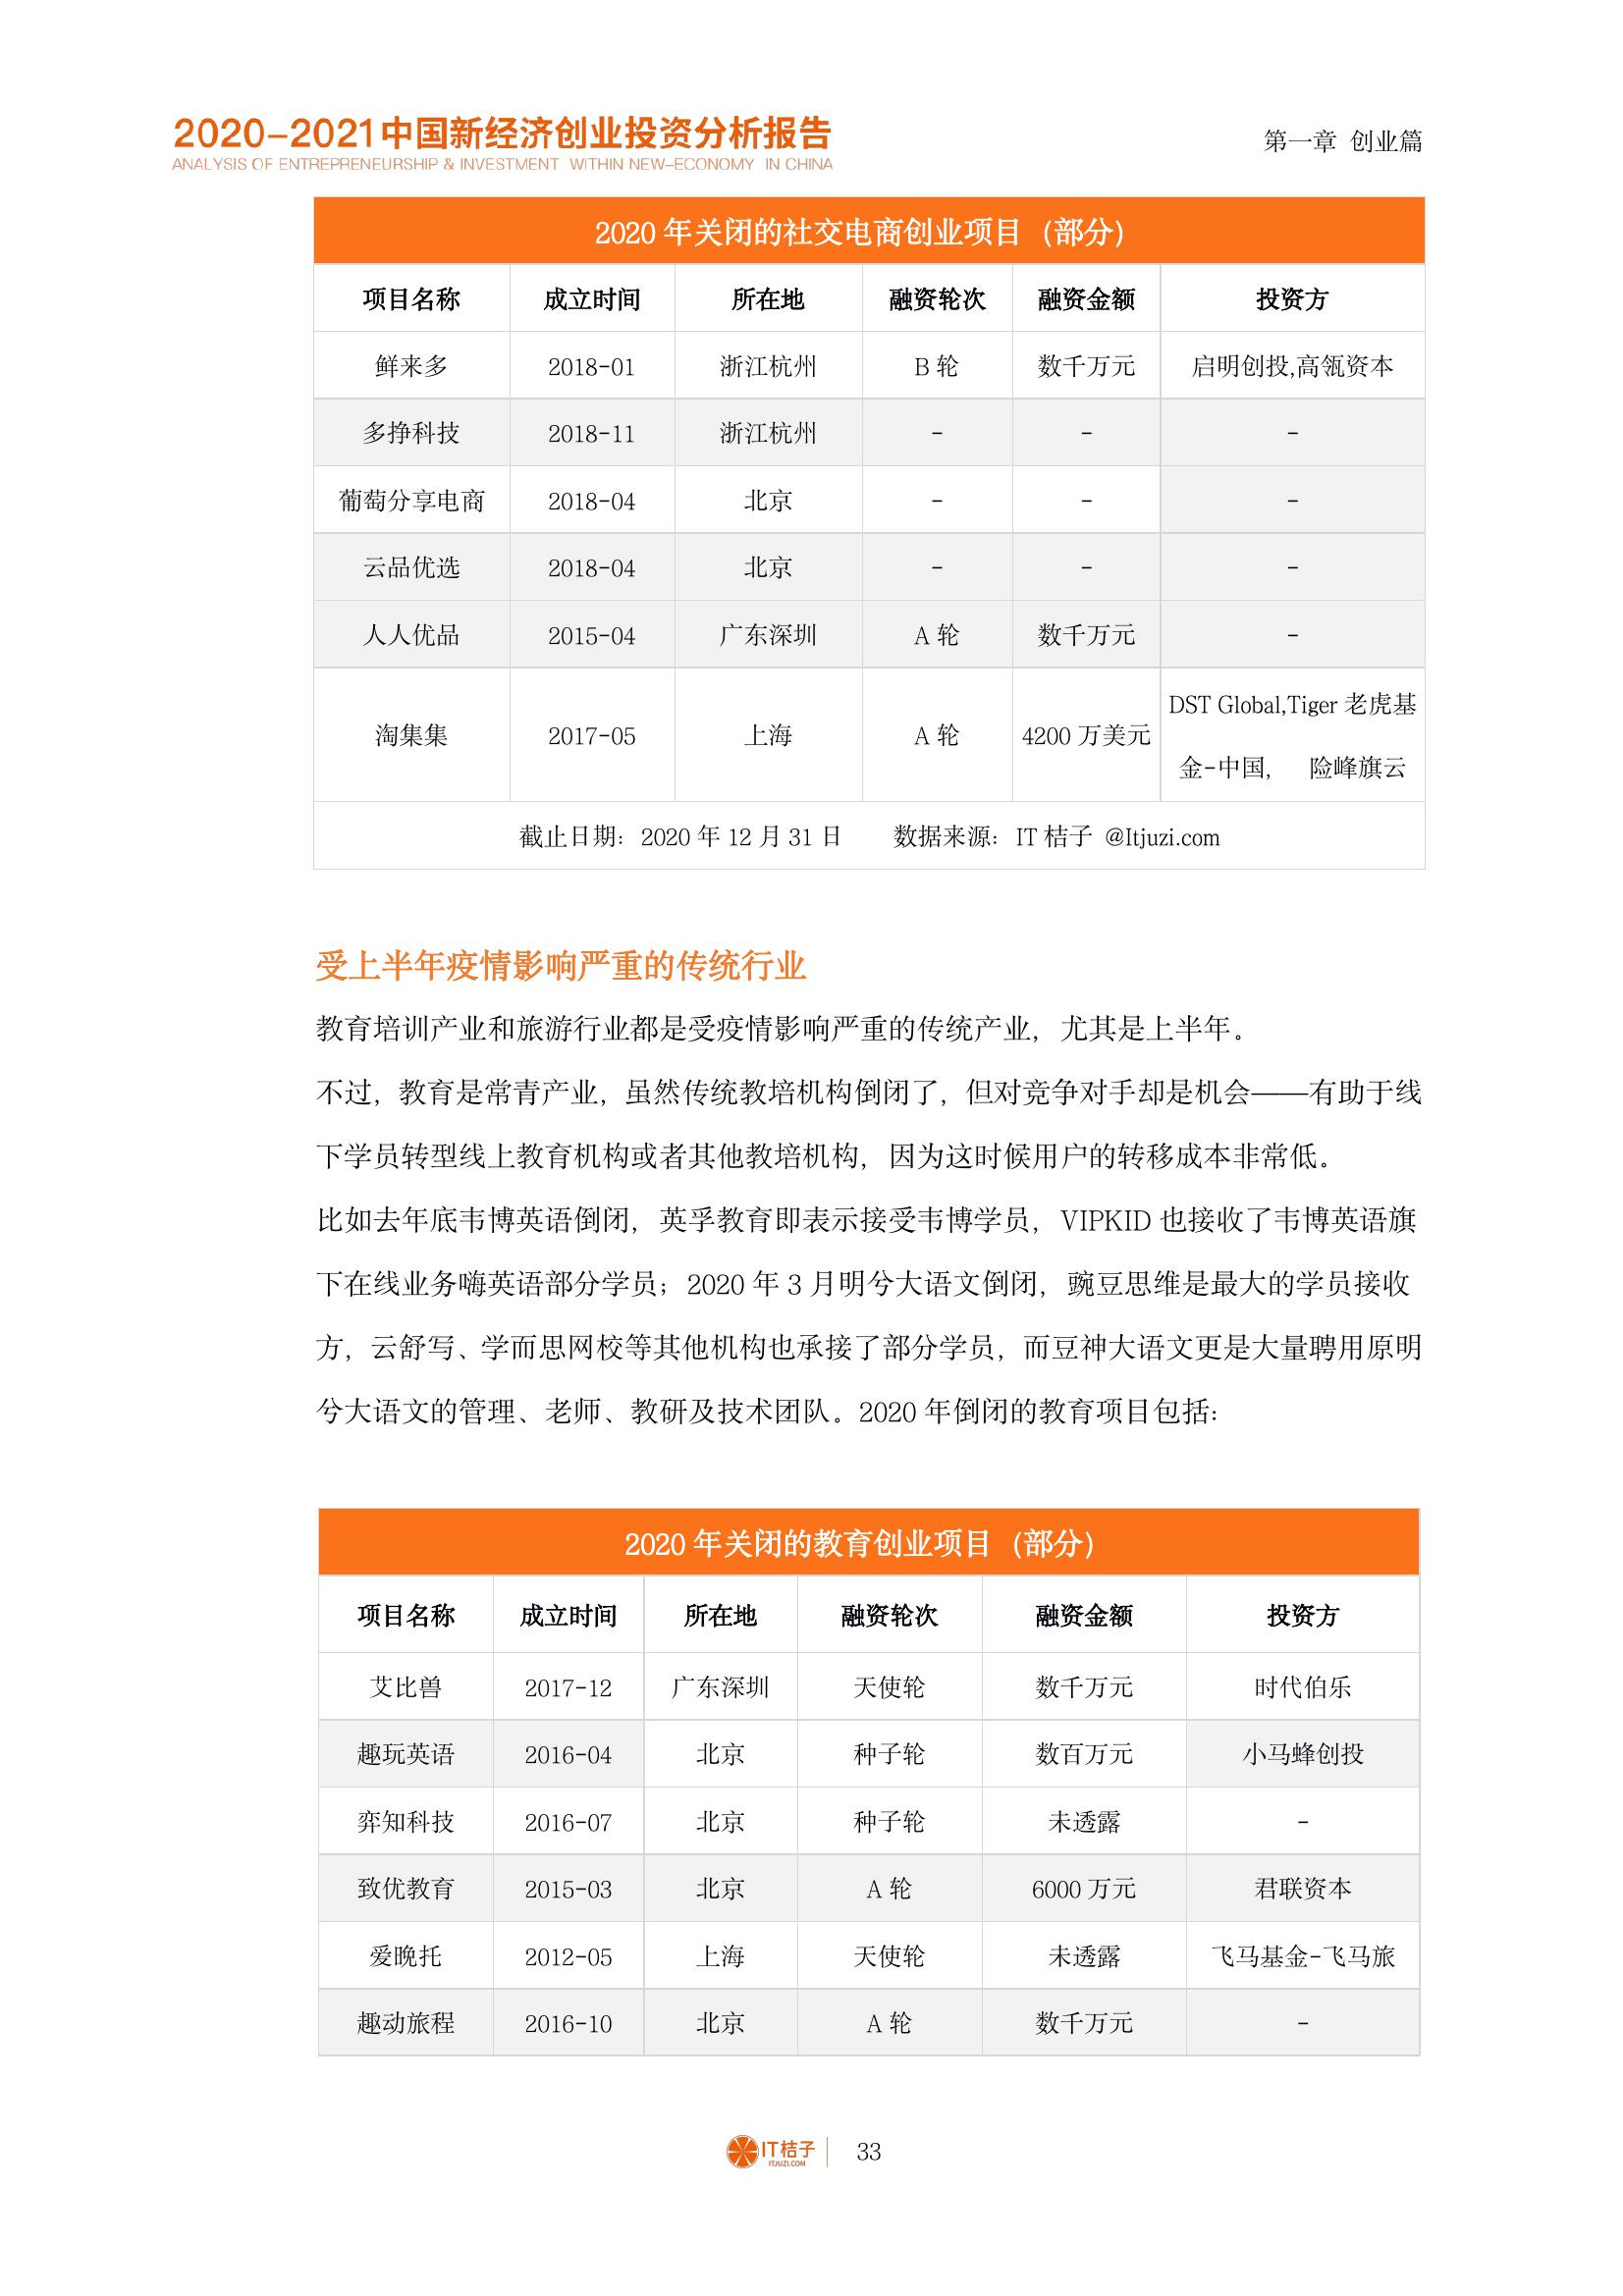 2020-2021中国新经济创业投资分析报告
ANALYSIS OF ENTREPRENEURSHIP & INVESTMENT WITHIN NEW-ECONOMY IN CHINA
第一章 创业篇
2020 年关闭的社交电商创业项目（部分）
项目名称 成立时间 所在地 融资轮次 融资金额 投资方
鲜来多 2018-01 浙江杭州 B 轮 数千万元 启明创投,高瓴资本
多挣科技 2018-11 浙江杭州 - - -
葡萄分享电商 2018-04 北京 - - -
云品优选 2018-04 北京 - - -
人人优品 2015-04 广东深圳 A 轮 数千万元 -
淘集集 2017-05 上海 A 轮 4200 万美元 DST Global,Tiger 老虎基
金-中国， 险峰旗云
截止日期：2020 年 12 月 31 日 数据来源：IT 桔子 @Itjuzi.com
受上半年疫情影响严重的传统行业
教育培训产业和旅游行业都是受疫情影响严重的传统产业，尤其是上半年。
不过，教育是常青产业，虽然传统教培机构倒闭了，但对竞争对手却是机会——有助于线
下学员转型线上教育机构或者其他教培机构，因为这时候用户的转移成本非常低。
比如去年底韦博英语倒闭，英孚教育即表示接受韦博学员，VIPKID 也接收了韦博英语旗
下在线业务嗨英语部分学员；2020 年 3 月明兮大语文倒闭，豌豆思维是最大的学员接收
方，云舒写、学而思网校等其他机构也承接了部分学员，而豆神大语文更是大量聘用原明
兮大语文的管理、老师、教研及技术团队。2020 年倒闭的教育项目包括：
2020 年关闭的教育创业项目（部分）
项目名称 成立时间 所在地 融资轮次 融资金额 投资方
艾比兽 2017-12 广东深圳 天使轮 数千万元 时代伯乐
趣玩英语 2016-04 北京 种子轮 数百万元 小马蜂创投
弈知科技 2016-07 北京 种子轮 未透露 -
致优教育 2015-03 北京 A 轮 6000 万元 君联资本
爱晚托 2012-05 上海 天使轮 未透露 飞马基金-飞马旅
趣动旅程 2016-10 北京 A 轮 数千万元 -
IT桔子
ITJUZI.COM
33